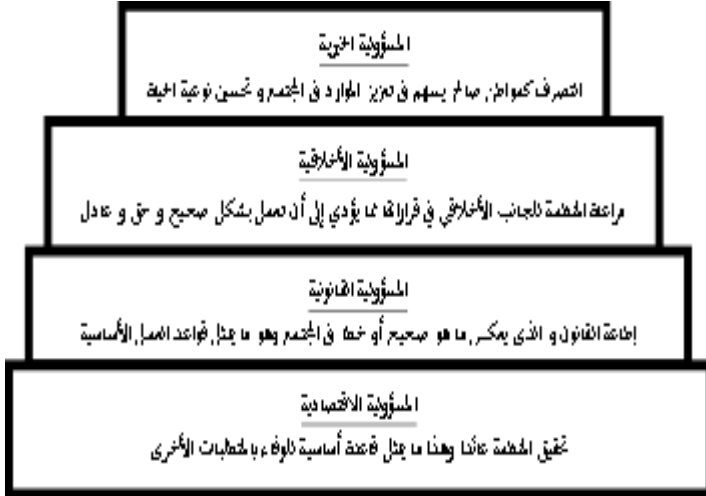 المسؤولية الخيرية
التصرف كمواطن صالح يسهم في تعزيز الموارد في المجتمع و تحسين نوعية الحياة
المسؤولية الأخلاقية
مراعاة المنظمة للجانب الأخلاقي في قراراتها مما يؤدي إلى أن تعمل بشكل صحيح و حق و عادل
المسؤولية القانونية
إطاعة القانون و الذي يعكس ما هو صحيح أو خطأ في المجتمع وهو ما يمثل قواعد العمل الأساسية
المسؤولية الاقتصادية
تحقيق المنظمة عائدا وهذا ما يمثل قاعدة أساسية للوفاء بالمتطلبات الأخرى